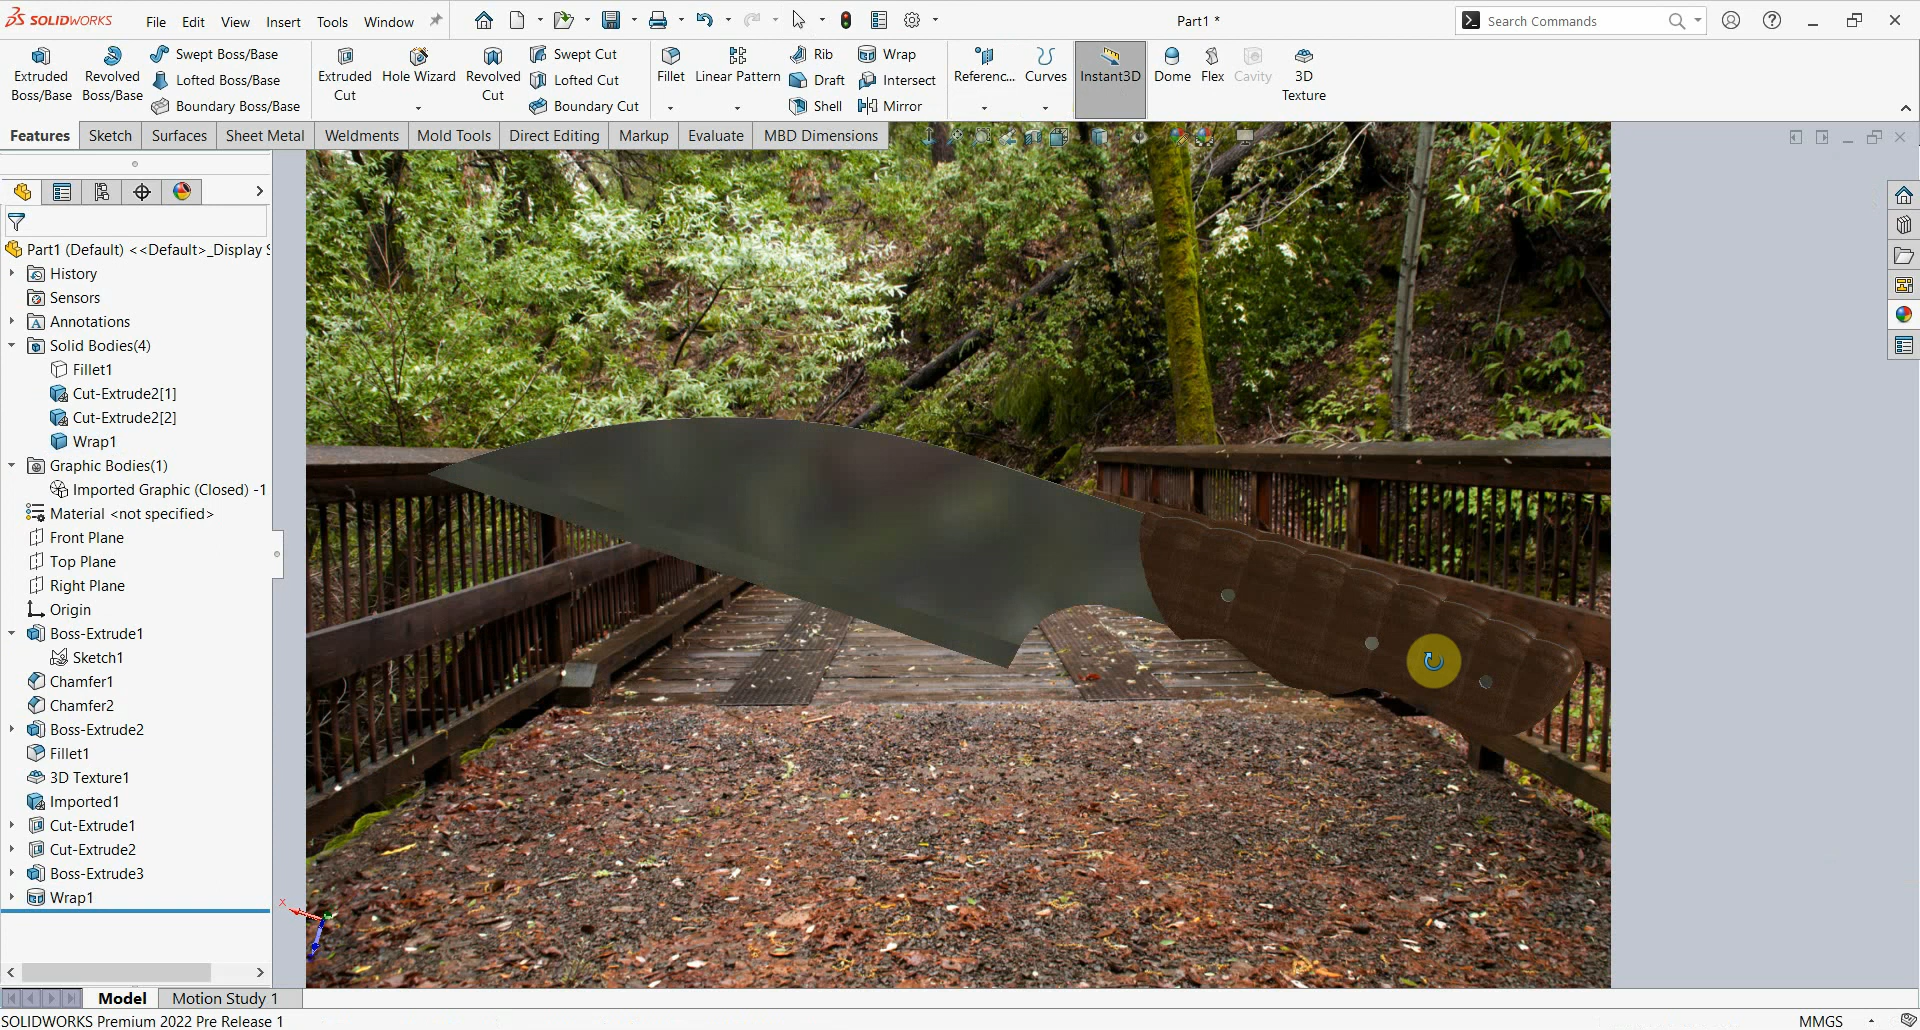 SOLIDWORKS File Edit View Insert Tools Window Part1 * Search Commands
Extruded Boss/Base
Revolved Boss/Base
Swept Boss/Base
Lofted Boss/Base
Boundary Boss/Base
Extruded Cut
Hole Wizard
Revolved Cut
Swept Cut
Lofted Cut
Boundary Cut
Fillet
Linear Pattern
Rib
Draft
Shell
Wrap
Intersect
Mirror
Referenc...
Curves
Instant3D
Dome
Flex
Cavity
3D Texture
Features Sketch Surfaces Sheet Metal Weldments Mold Tools Direct Editing Markup Evaluate MBD Dimensions
Part1 (Default) <<Default>_Display S
History
Sensors
Annotations
Solid Bodies(4)
Fillet1
Cut-Extrude2[1]
Cut-Extrude2[2]
Wrap1
Graphic Bodies(1)
Imported Graphic (Closed) -1
Material <not specified>
Front Plane
Top Plane
Right Plane
Origin
Boss-Extrude1
Sketch1
Chamfer1
Chamfer2
Boss-Extrude2
Fillet1
3D Texture1
Imported1
Cut-Extrude1
Cut-Extrude2
Boss-Extrude3
Wrap1
X
Model Motion Study 1
SOLIDWORKS Premium 2022 Pre Release 1 MMGS